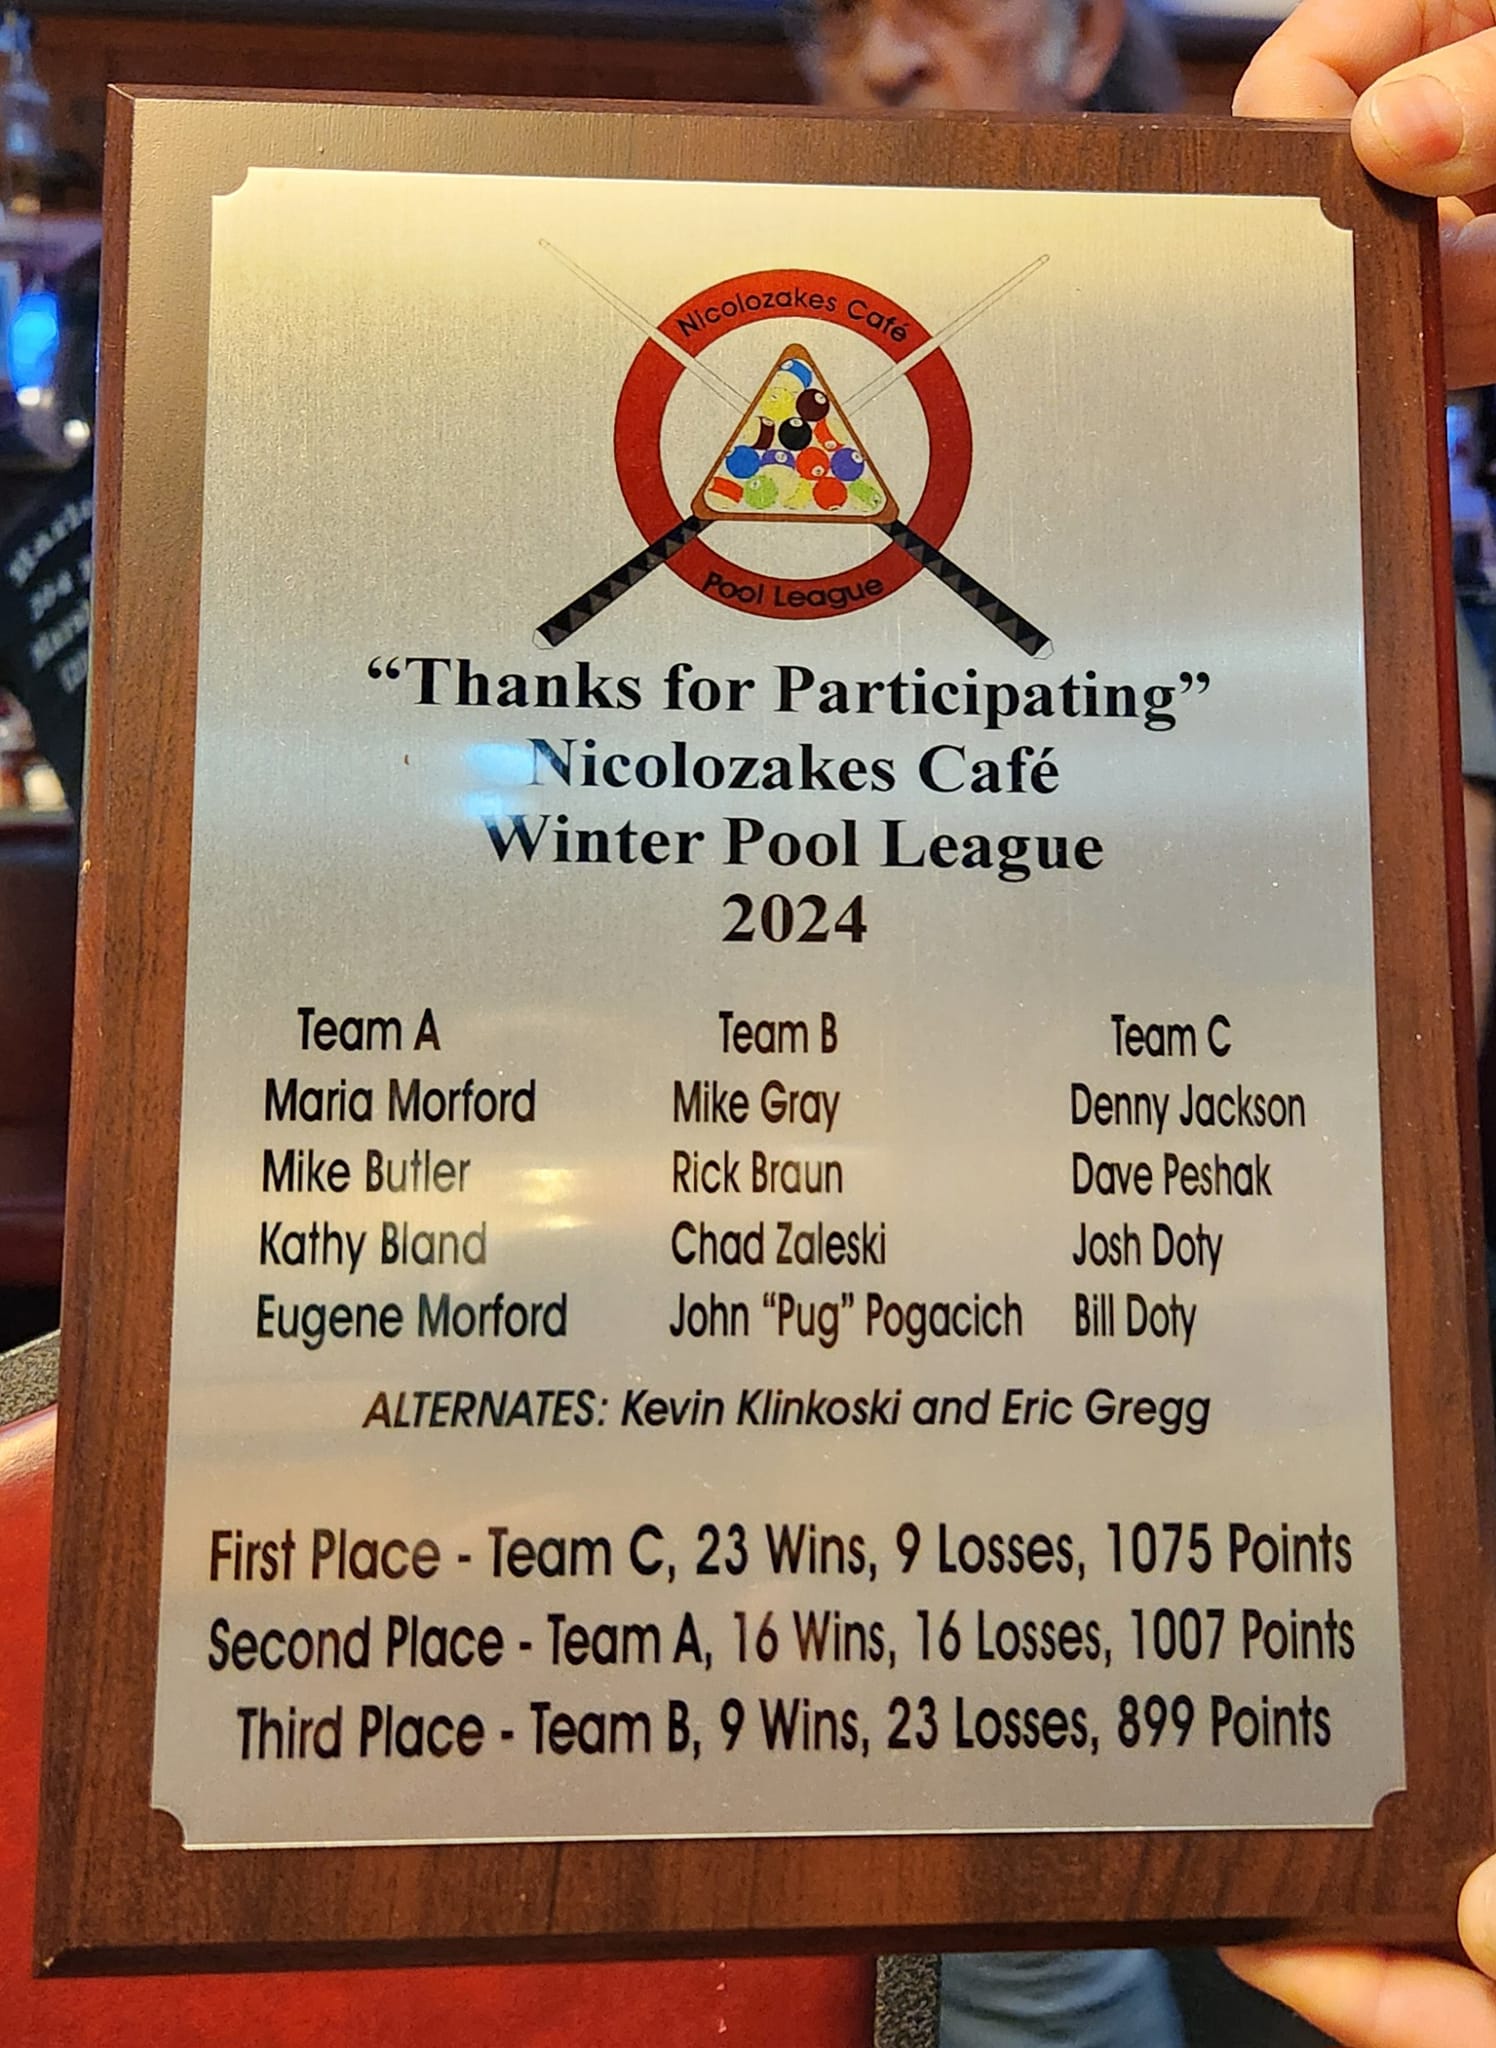 Nicolozakes Café
Pool League
“Thanks for Participating”
Nicolozakes Café
Winter Pool League
2024
Team A Team B Team C
Maria Morford Mike Gray Denny Jackson
Mike Butler Rick Braun Dave Peshak
Kathy Bland Chad Zaleski Josh Doty
Eugene Morford John “Pug” Pogacich Bill Doty
ALTERNATES: Kevin Klinkoski and Eric Gregg
First Place - Team C, 23 Wins, 9 Losses, 1075 Points
Second Place - Team A, 16 Wins, 16 Losses, 1007 Points
Third Place - Team B, 9 Wins, 23 Losses, 899 Points